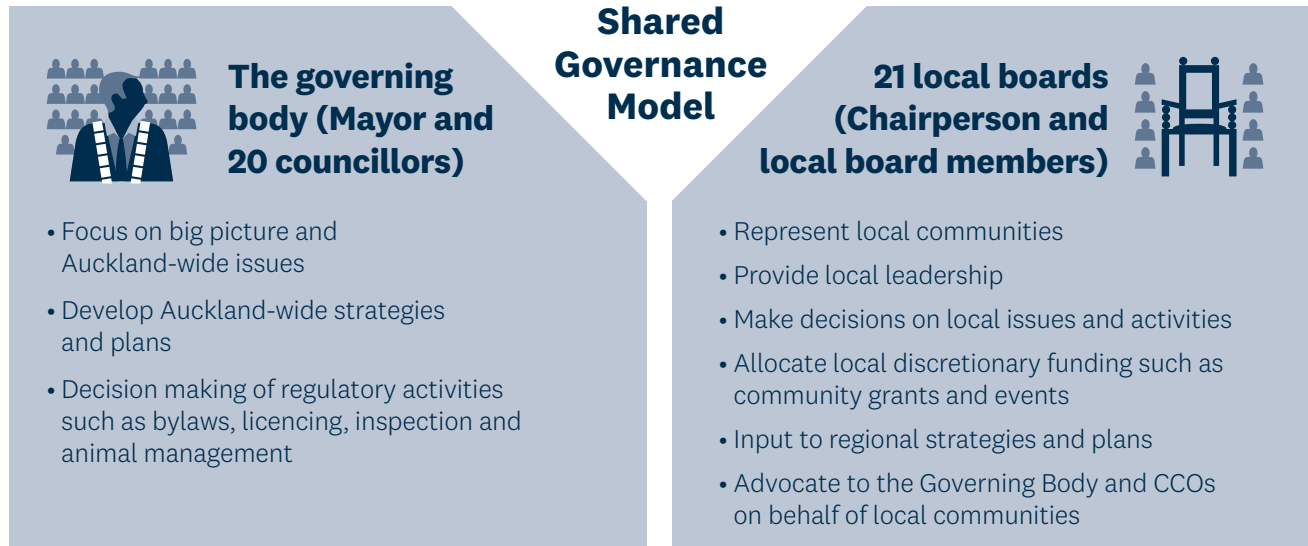 Shared
Governance
Model
The governing
body (Mayor and
20 councillors)
• Focus on big picture and
Auckland-wide issues
• Develop Auckland-wide strategies
and plans
• Decision making of regulatory activities
such as bylaws, licencing, inspection and
animal management
21 local boards
(Chairperson and
local board members)
• Represent local communities
• Provide local leadership
• Make decisions on local issues and activities
• Allocate local discretionary funding such as
community grants and events
• Input to regional strategies and plans
• Advocate to the Governing Body and CCOs
on behalf of local communities